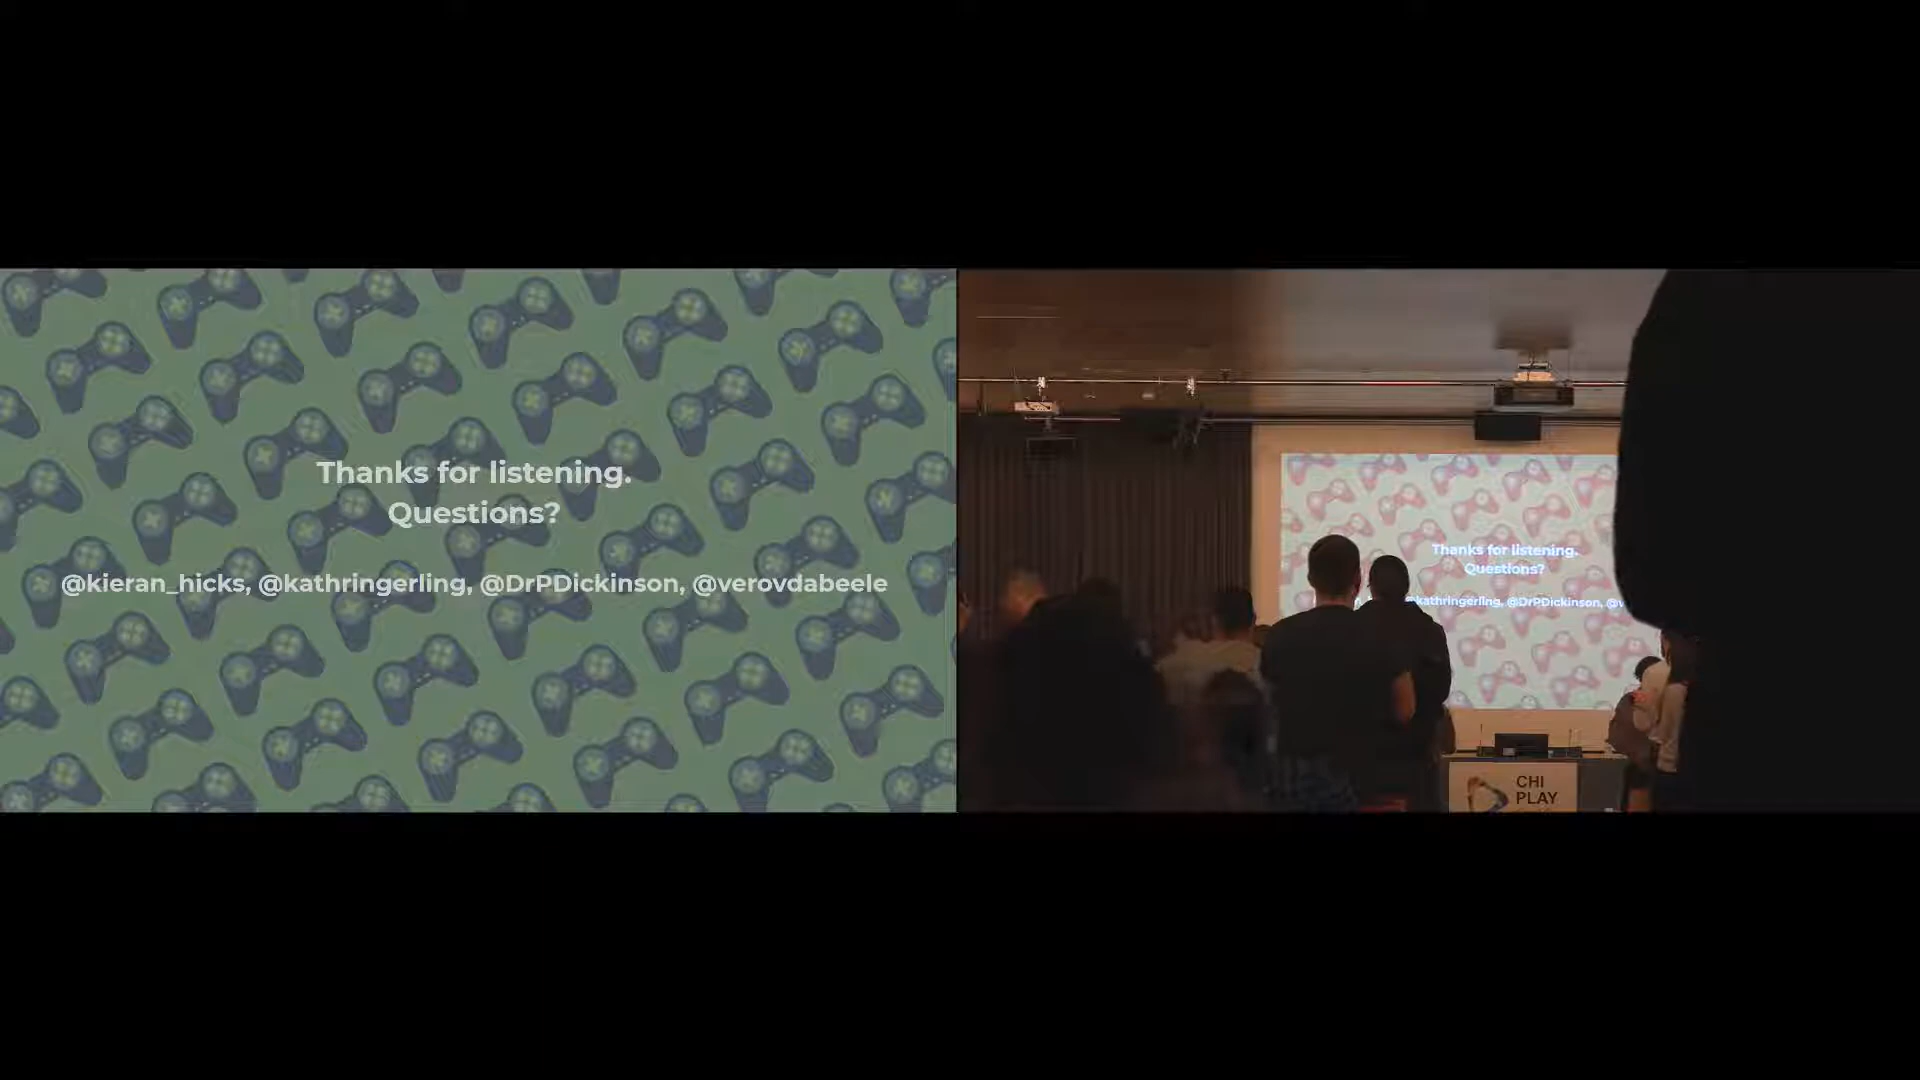 Thanks for listening.
Questions?
@kieran_hicks, @kathringerling, @DrPDickinson, @verovdabeele
Thanks for listening.
Questions?
kathringerling, @DrPDickinson, @v
CHI
PLAY